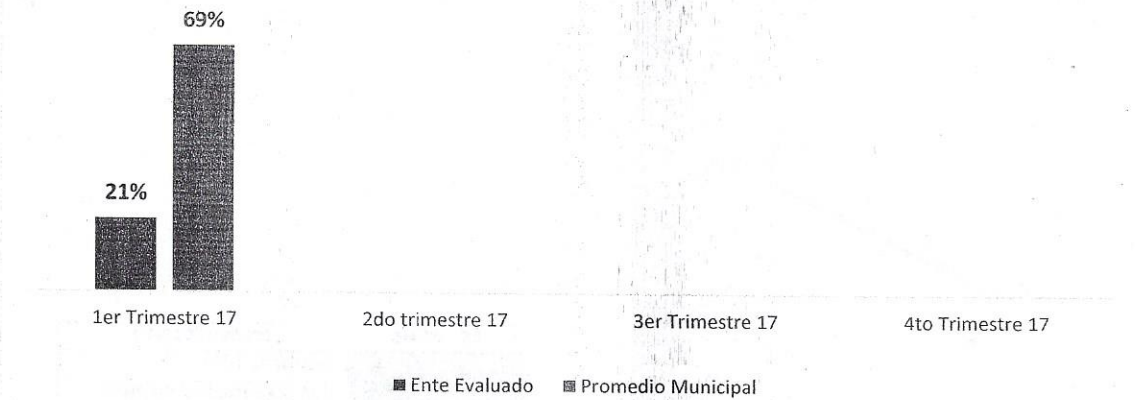 69%
21%
1er Trimestre 17 2do trimestre 17 3er Trimestre 17 4to Trimestre 17
Ente Evaluado Promedio Municipal